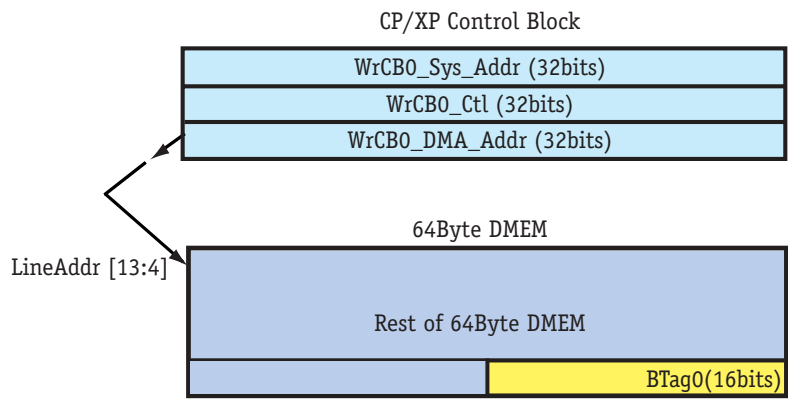 CP/XP Control Block
WrCB0_Sys_Addr (32bits)
WrCB0_Ctl (32bits)
WrCB0_DMA_Addr (32bits)
64Byte DMEM
LineAddr [13:4]
Rest of 64Byte DMEM
BTag0(16bits)